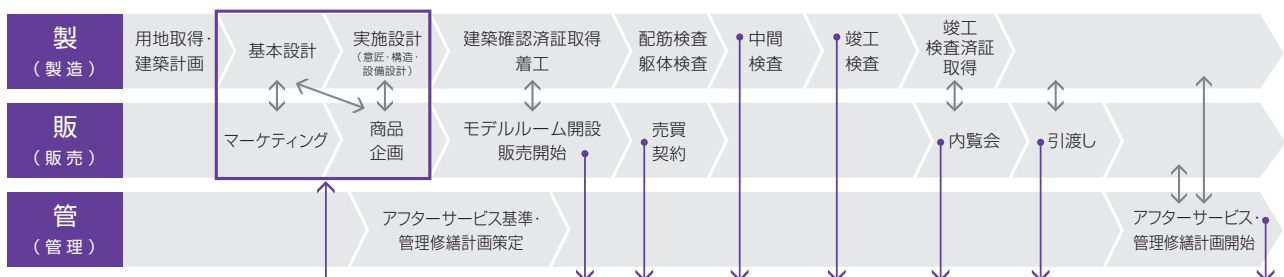 製
（製造）
用地取得・
建築計画
基本設計
実施設計
（意匠・構造・
設備設計）
建築確認済証取得
着工
配筋検査
躯体検査
中間
検査
竣工
検査
竣工
検査済証
取得
販
（販売）
マーケティング
商品
企画
モデルルーム開設
販売開始
売買
契約
内覧会
引渡し
管
（管理）
アフターサービス基準・
管理修繕計画策定
アフターサービス・
管理修繕計画開始